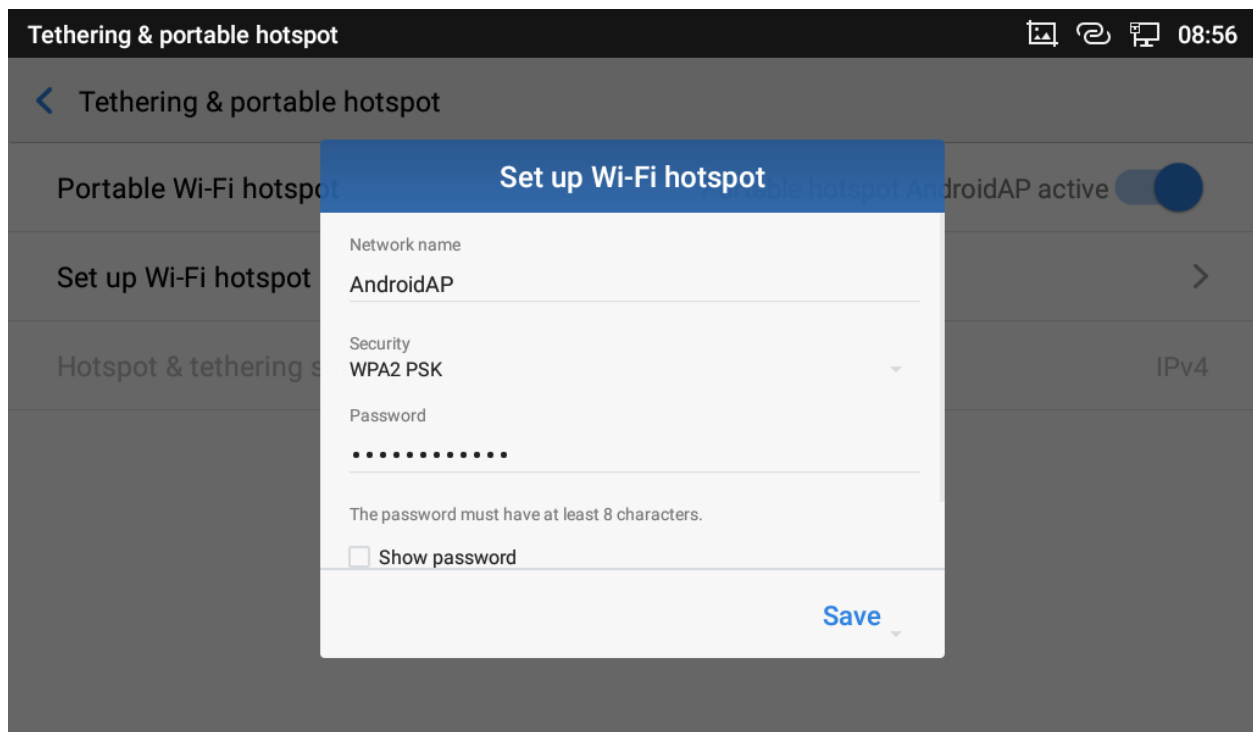 Tethering & portable hotspot 08:56
Tethering & portable hotspot
Set up Wi-Fi hotspot
Portable Wi-Fi hotspot Portable hotspot AndroidAP active
Network name
AndroidAP
Set up Wi-Fi hotspot
Security
WPA2 PSK
Hotspot & tethering IPv4
Password
••••••••••••
The password must have at least 8 characters.
Show password
Save